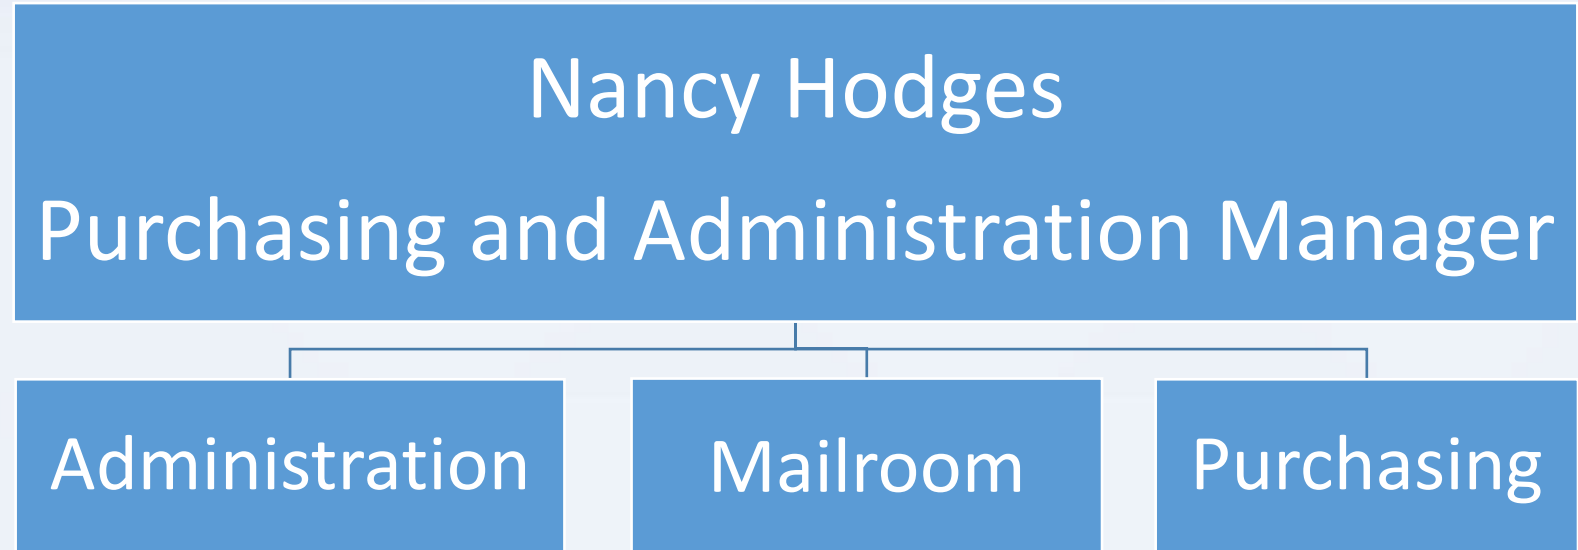 Nancy Hodges
Purchasing and Administration Manager
Administration
Mailroom
Purchasing